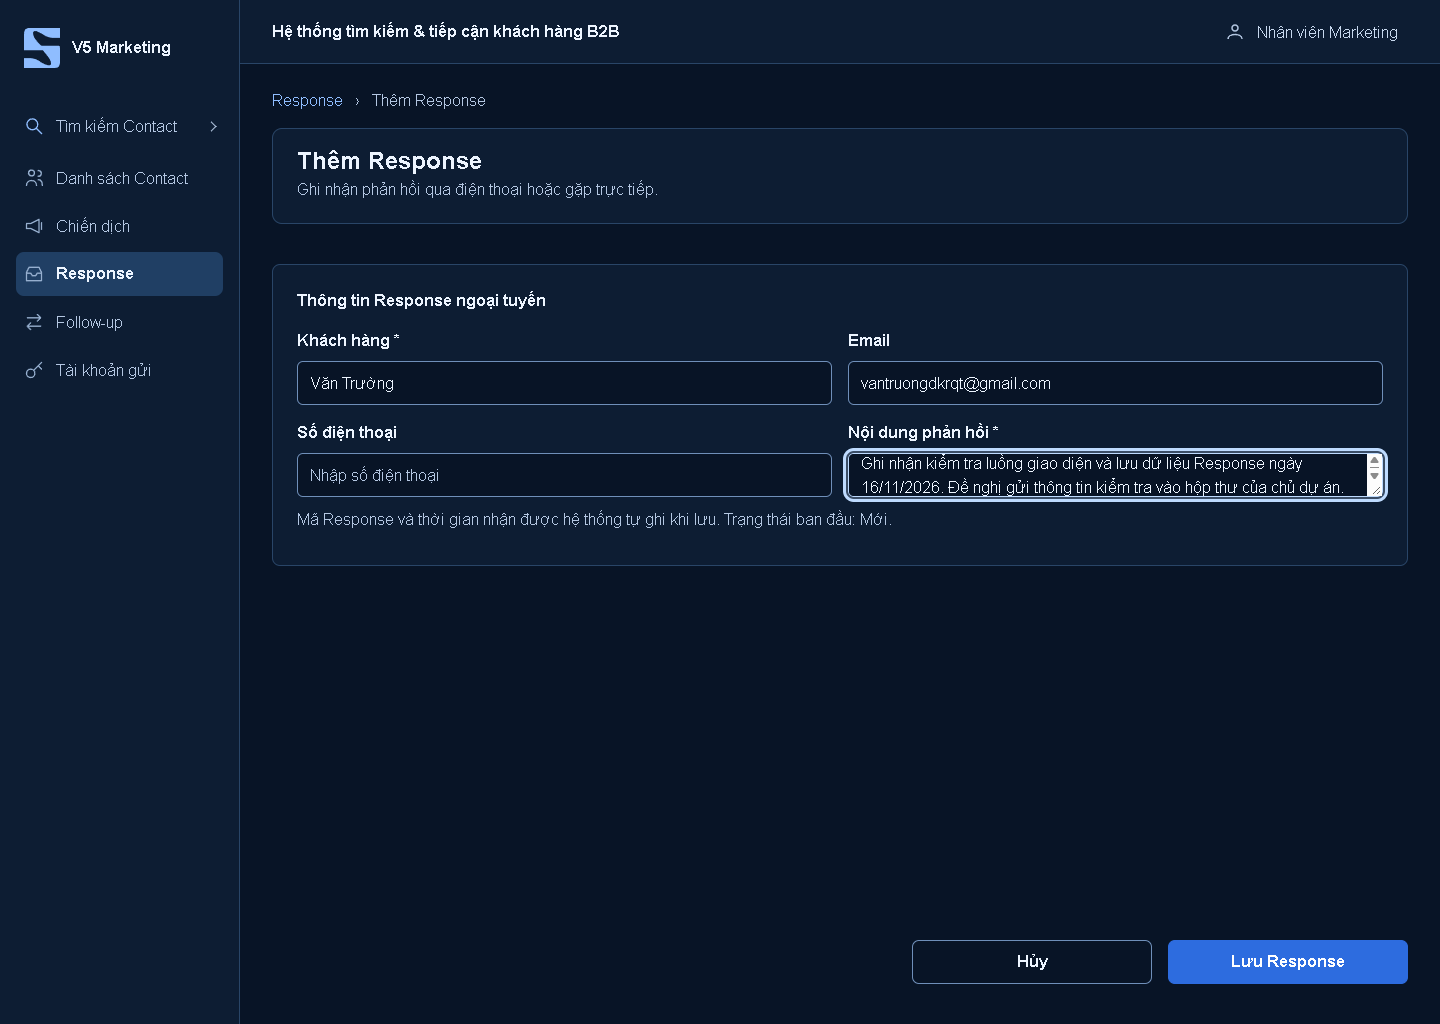 V5 Marketing
Hệ thống tìm kiếm & tiếp cận khách hàng B2B
Nhân viên Marketing
Tìm kiếm Contact
Danh sách Contact
Chiến dịch
Response
Follow-up
Tài khoản gửi
Response › Thêm Response
Thêm Response
Ghi nhận phản hồi qua điện thoại hoặc gặp trực tiếp.
Thông tin Response ngoại tuyến
Khách hàng *
Email
Văn Trường
vantruongdkrqt@gmail.com
Số điện thoại
Nội dung phản hồi *
Nhập số điện thoại
Ghi nhận kiểm tra luồng giao diện và lưu dữ liệu Response ngày
16/11/2026. Đề nghị gửi thông tin kiểm tra vào hộp thư của chủ dự án.
Mã Response và thời gian nhận được hệ thống tự ghi khi lưu. Trạng thái ban đầu: Mới.
Hủy
Lưu Response